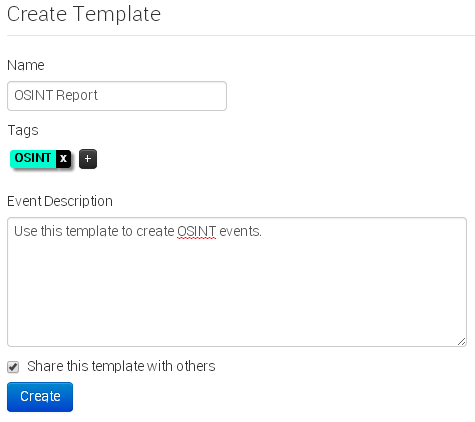 Create Template
Name
OSINT Report
Tags
OSINT x +
Event Description
Use this template to create OSINT events.
Share this template with others
Create